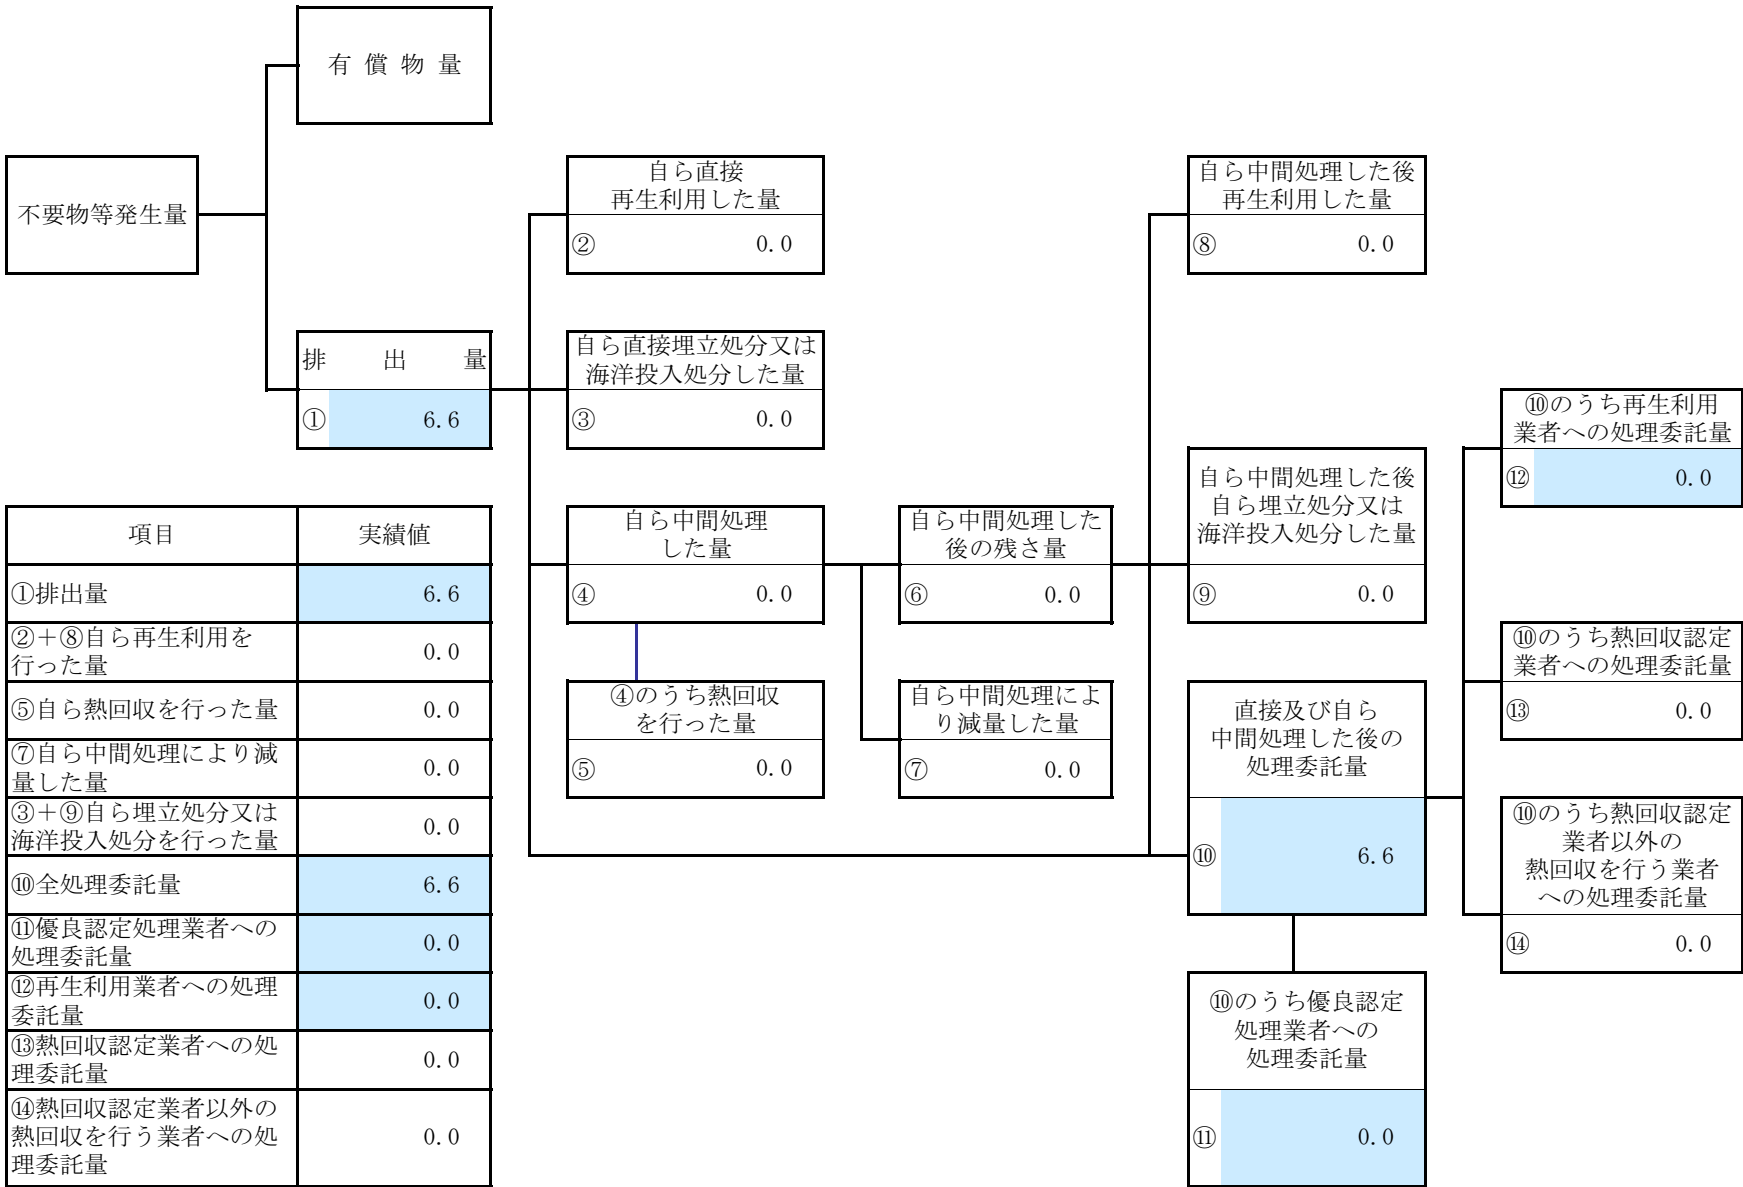 有償物量
不要物等発生量
自ら直接
再生利用した量
② 0.0
自ら中間処理した後
再生利用した量
⑧ 0.0
排出量
① 6.6
自ら直接埋立処分又は
海洋投入処分した量
③ 0.0
⑩のうち再生利用
業者への処理委託量
⑫ 0.0
自ら中間処理した後
自ら埋立処分又は
海洋投入処分した量
⑨ 0.0
自ら中間処理
した量
④ 0.0
自ら中間処理した
後の残さ量
⑥ 0.0
⑩のうち熱回収認定
業者への処理委託量
⑬ 0.0
④のうち熱回収
を行った量
⑤ 0.0
自ら中間処理によ
り減量した量
⑦ 0.0
直接及び自ら
中間処理した後の
処理委託量
⑩ 6.6
⑩のうち熱回収認定
業者以外の
熱回収を行う業者
への処理委託量
⑭ 0.0
⑩のうち優良認定
処理業者への
処理委託量
⑪ 0.0
項目 実績値
①排出量 6.6
②+⑧自ら再生利用を
行った量 0.0
⑤自ら熱回収を行った量 0.0
⑦自ら中間処理により減
量した量 0.0
③+⑨自ら埋立処分又は
海洋投入処分を行った量 0.0
⑩全処理委託量 6.6
⑪優良認定処理業者への
処理委託量 0.0
⑫再生利用業者への処理
委託量 0.0
⑬熱回収認定業者への処
理委託量 0.0
⑭熱回収認定業者以外の
熱回収を行う業者への処
理委託量 0.0